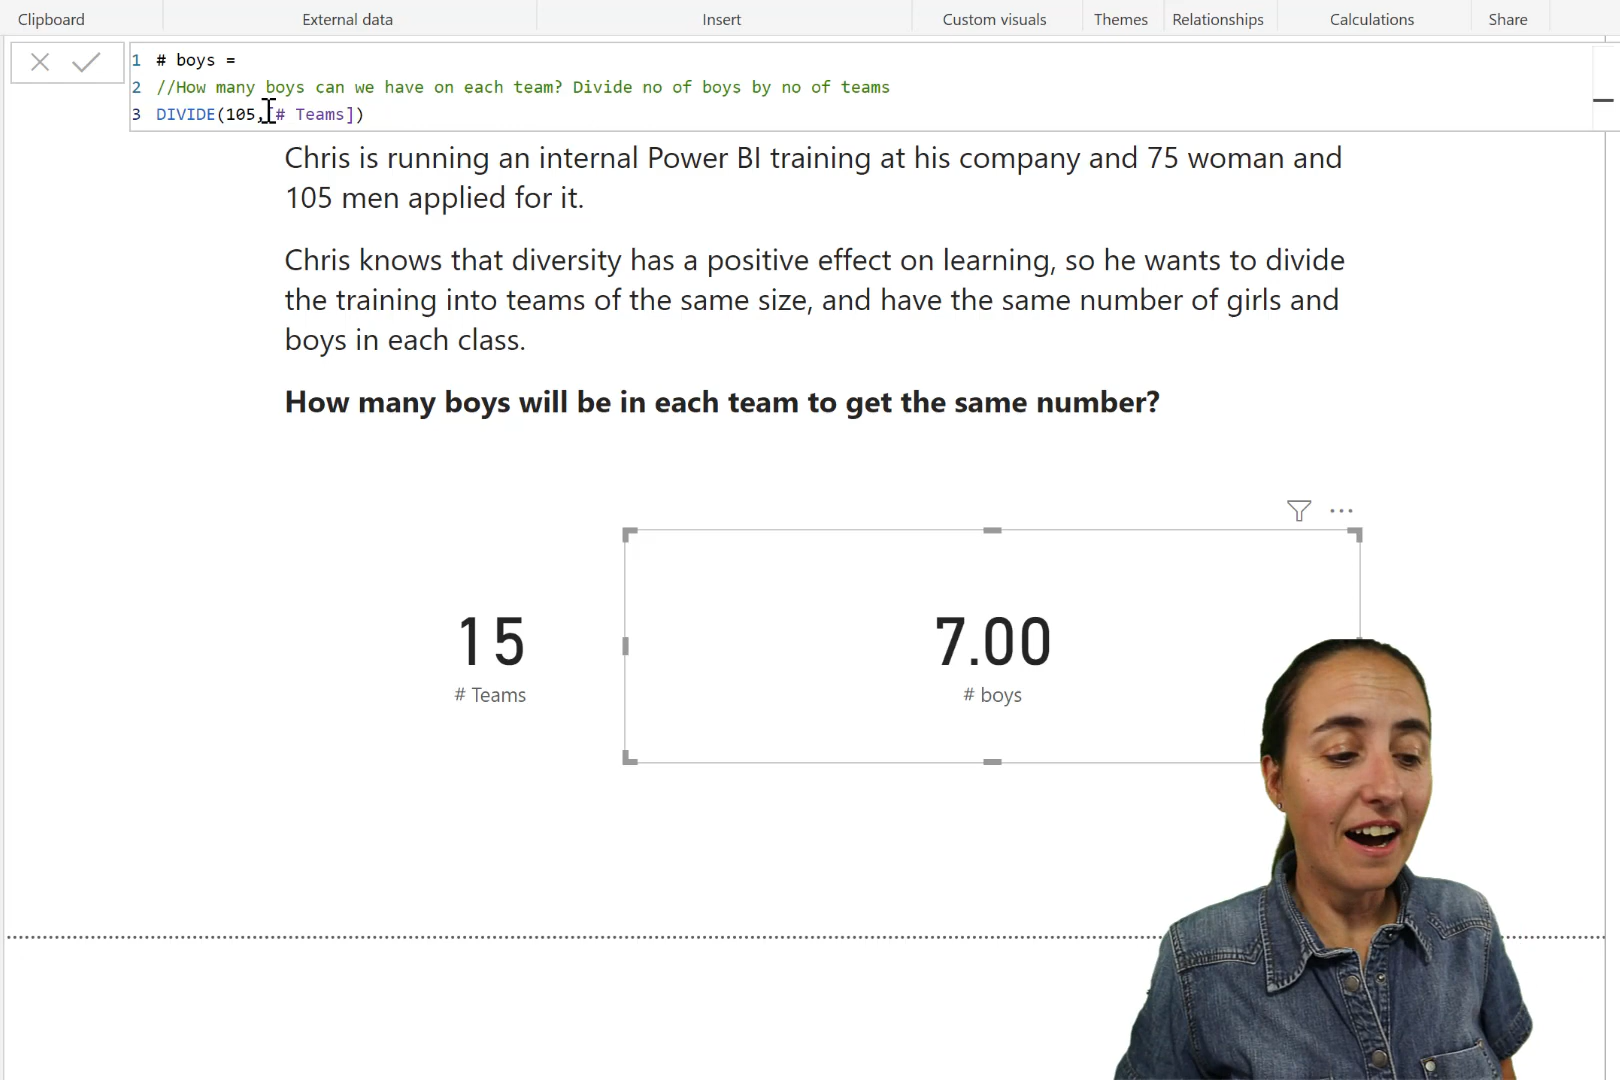 Clipboard
External data
Insert
Custom visuals
Themes
Relationships
Calculations
Share
1 # boys =
2 //How many boys can we have on each team? Divide no of boys by no of teams
3 DIVIDE(105,[# Teams])
Chris is running an internal Power BI training at his company and 75 woman and
105 men applied for it.
Chris knows that diversity has a positive effect on learning, so he wants to divide
the training into teams of the same size, and have the same number of girls and
boys in each class.
How many boys will be in each team to get the same number?
15
# Teams
7.00
# boys